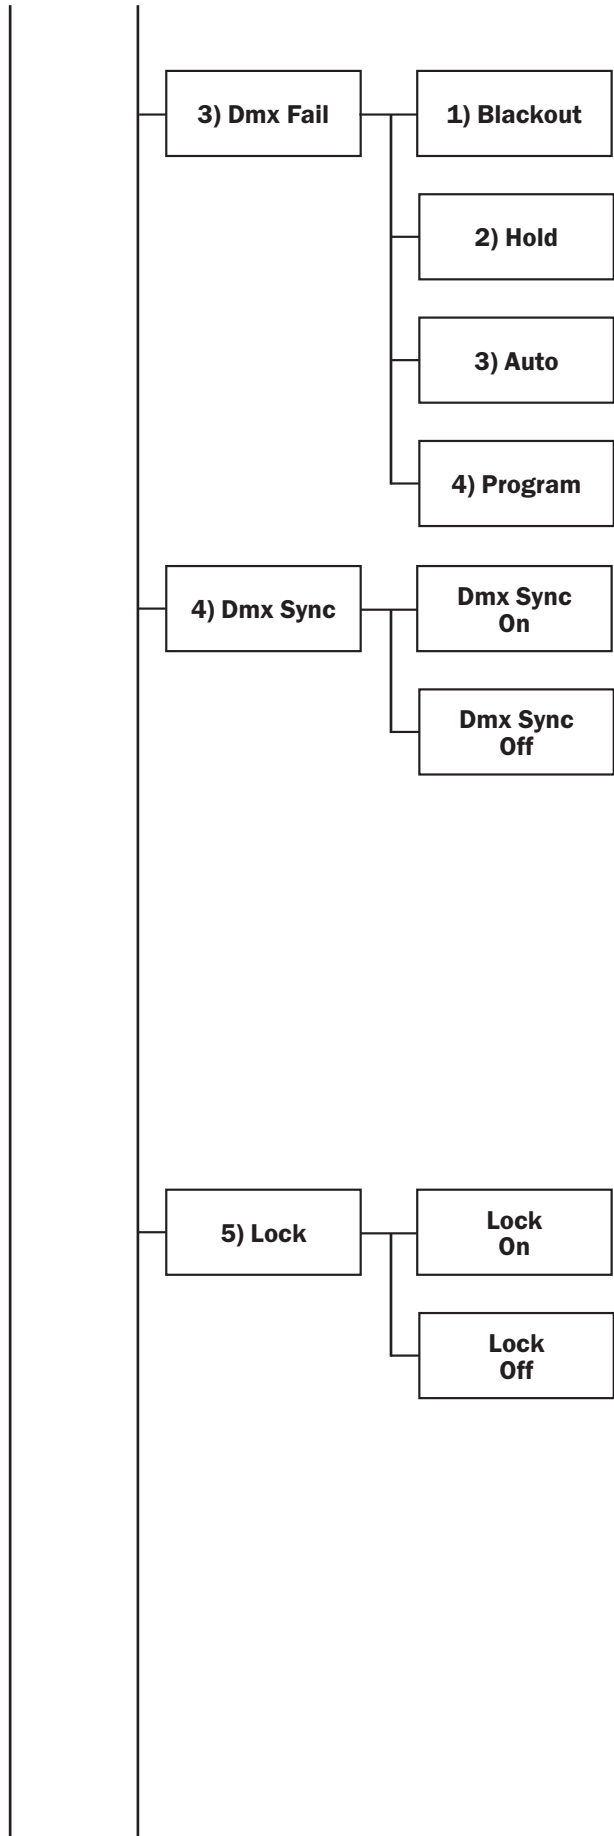 3) Dmx Fail
1) Blackout
2) Hold
3) Auto
4) Program
4) Dmx Sync
Dmx Sync
On
Dmx Sync
Off
5) Lock
Lock
On
Lock
Off